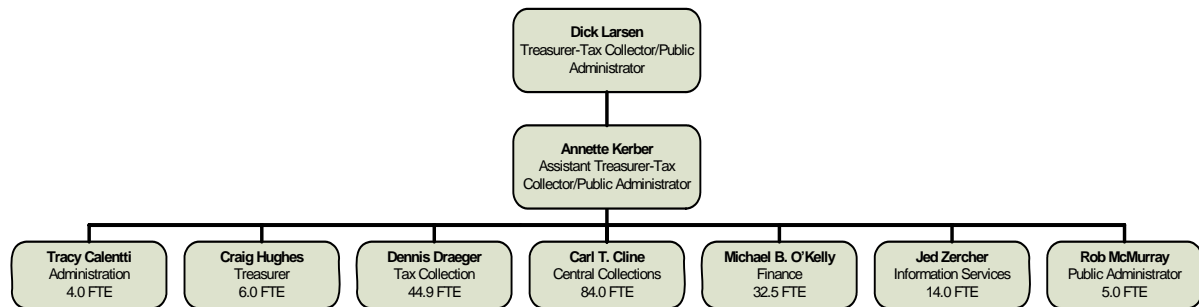 Dick Larsen
Treasurer-Tax Collector/Public
Administrator
Annette Kerber
Assistant Treasurer-Tax
Collector/Public Administrator
Tracy Calentti
Administration
4.0 FTE
Craig Hughes
Treasurer
6.0 FTE
Dennis Draeger
Tax Collection
44.9 FTE
Carl T. Cline
Central Collections
84.0 FTE
Michael B. O'Kelly
Finance
32.5 FTE
Jed Zercher
Information Services
14.0 FTE
Rob McMurray
Public Administrator
5.0 FTE